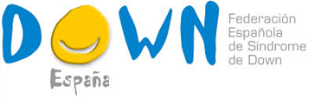 DOWN
España
Federación
Española
de Síndrome
de Down